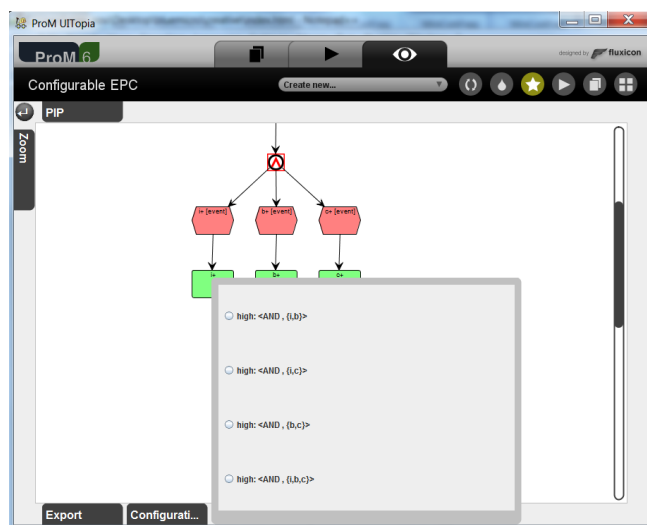 ProM UITopia
ProM 6
designed by fluxicon
Configurable EPC
Create new...
PIP
Zoom
i+ [event]
b+ [event]
c+ [event]
i+
b+
c+
high: <AND , {i,b}>
high: <AND , {i,c}>
high: <AND , {b,c}>
high: <AND , {i,b,c}>
Export
Configurati...